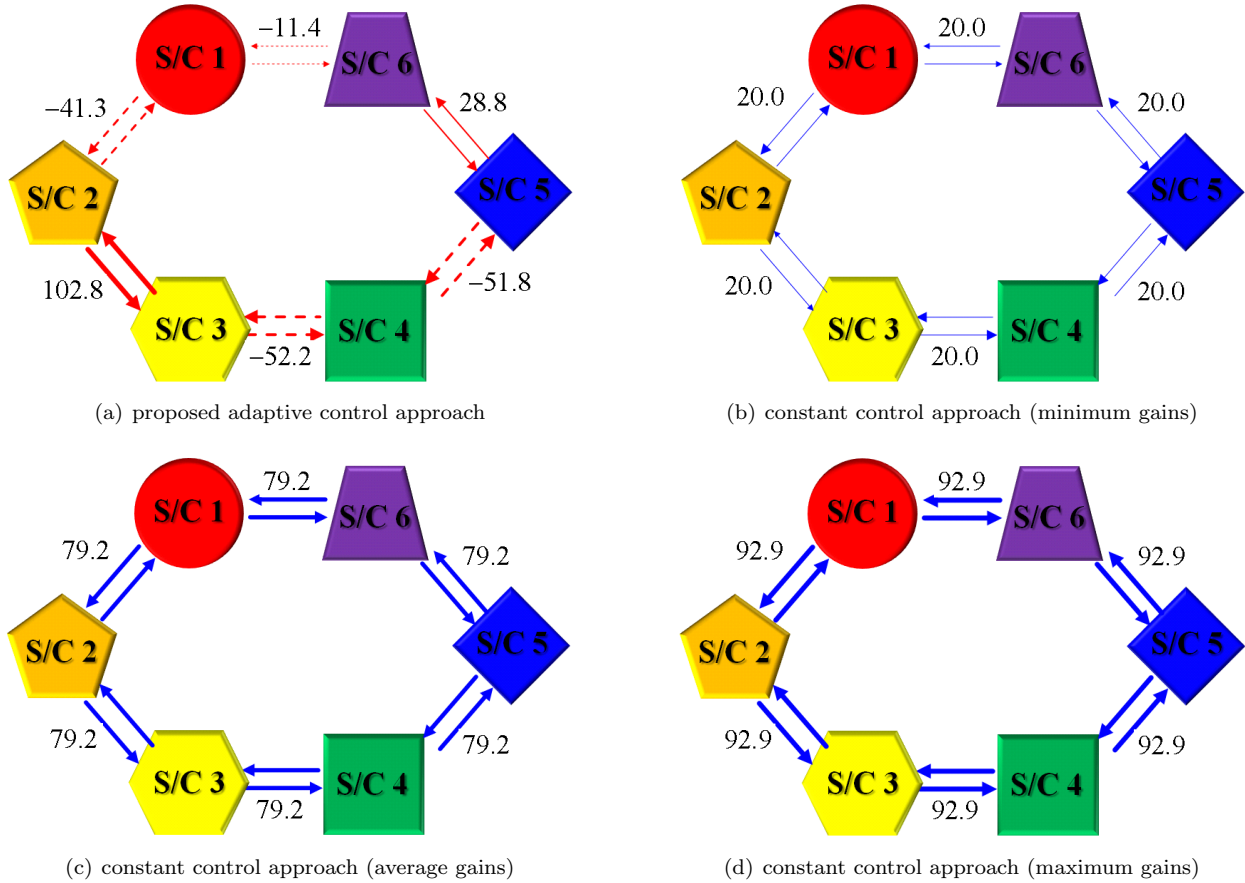 −11.4
20.0
S/C 1
S/C 6
S/C 1
S/C 6
−41.3
28.8
20.0
20.0
S/C 2
S/C 5
S/C 2
S/C 5
102.8
−51.8
20.0
20.0
S/C 3
S/C 4
S/C 3
S/C 4
−52.2
20.0
(a) proposed adaptive control approach
(b) constant control approach (minimum gains)
79.2
92.9
S/C 1
S/C 6
S/C 1
S/C 6
79.2
79.2
92.9
92.9
S/C 2
S/C 5
S/C 2
S/C 5
79.2
79.2
92.9
92.9
S/C 3
S/C 4
S/C 3
S/C 4
79.2
92.9
(c) constant control approach (average gains)
(d) constant control approach (maximum gains)